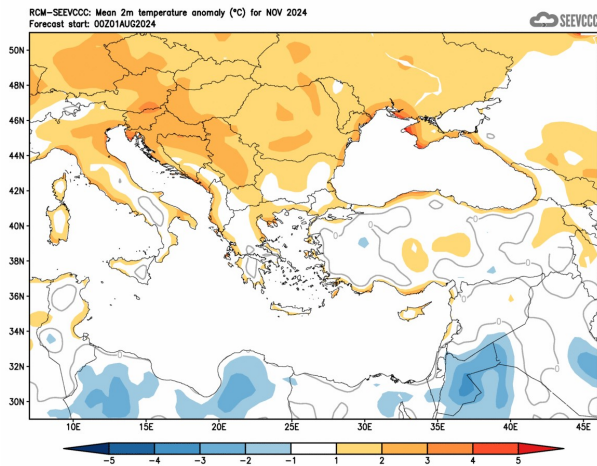 RCM-SEEVCCC: Mean 2m temperature anomaly (°C) for NOV 2024
Forecast start: 00Z01AUG2024
SEEVCCC
50N
48N
46N
44N
42N
40N
38N
36N
34N
32N
30N
10E
15E
20E
25E
30E
35E
40E
45E
-5
-4
-3
-2
-1
1
2
3
4
5